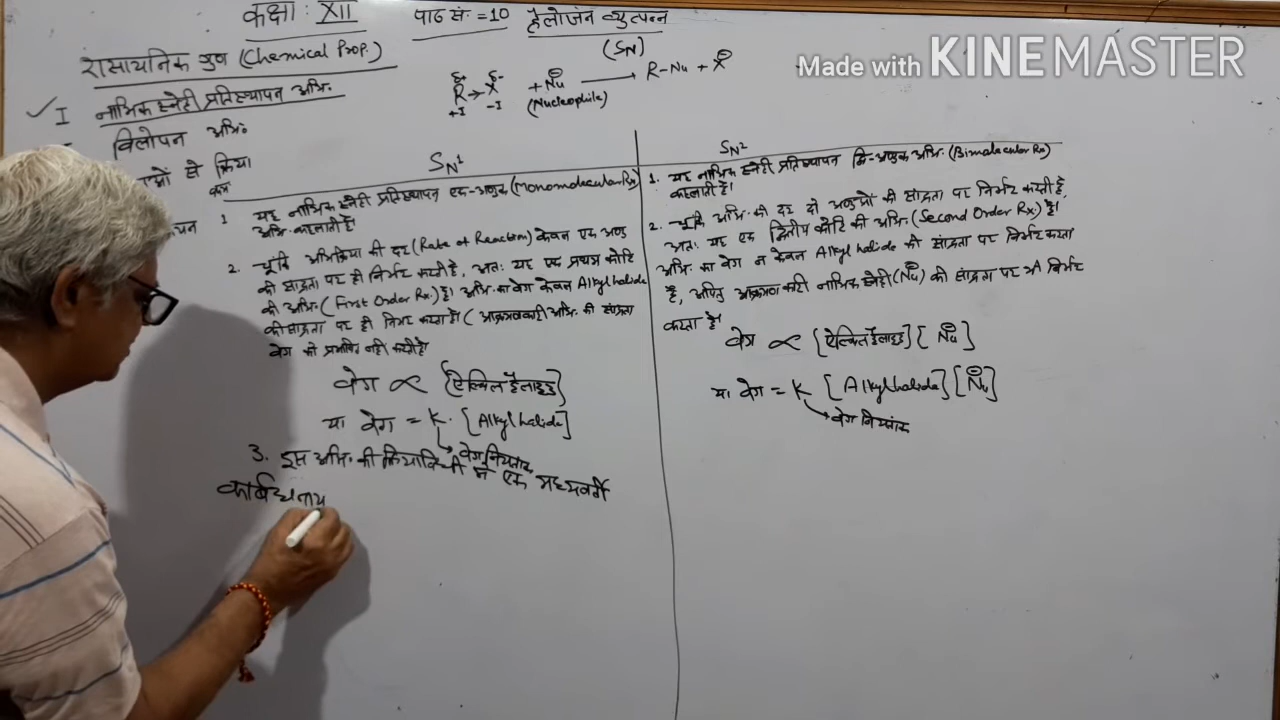 कक्षा: XII पाठ सं: =10 हैलोजन व्युत्पन्न
Made with KINEMASTER
रासायनिक गुण (Chemical Prop.)
(SN)
δ+ δ-
R→X + Nu⊖ ⟶ R-Nu + X⊖
+I -I (Nucleophile)
✓ I नाभिक स्नेही प्रतिस्थापन अभि॰
विलोपन अभि॰
ओं से क्रिया
SN¹
1 यह नाभिक स्नेही प्रतिस्थापन एक-अणुक (Monomolecular Rx)
अभि॰ कहलाती है।
2. चूंकि अभिक्रिया की दर (Rate of Reaction) केवल एक अणु
की सांद्रता पर ही निर्भर करती है, अतः यह एक प्रथम कोटि
की अभि॰ (First Order Rx.) है। अभि॰ का वेग केवल Alkyl halide
की सांद्रता पर ही निर्भर करता है। (आक्रमणकारी अभि॰ की सांद्रता
वेग को प्रभावित नहीं करती है।
वेग ∝ [ऐल्किल हैलाइड]
या वेग = K. [Alkyl halide]
वेग नियतांक
3. इस अभि॰ की क्रियाविधि में एक मध्यवर्ती
कार्बधनाय
SN²
1. यह नाभिक स्नेही प्रतिस्थापन द्वि-अणुक अभि॰ (Bimolecular Rx)
कहलाती है।
2. चूंकि अभि॰ की दर दो अणुओं की सांद्रता पर निर्भर करती है,
अतः यह एक द्वितीय कोटि की अभि॰ (Second Order Rx.) है।
अभि॰ का वेग न केवल Alkyl halide की सांद्रता पर निर्भर करता
है, अपितु आक्रमणकारी नाभिक स्नेही (Nu⊖) की सांद्रता पर भी निर्भर
करता है।
वेग ∝ [ऐल्किल हैलाइड] [Nu⊖]
या वेग = K [Alkyl halide] [Nu⊖]
वेग नियतांक